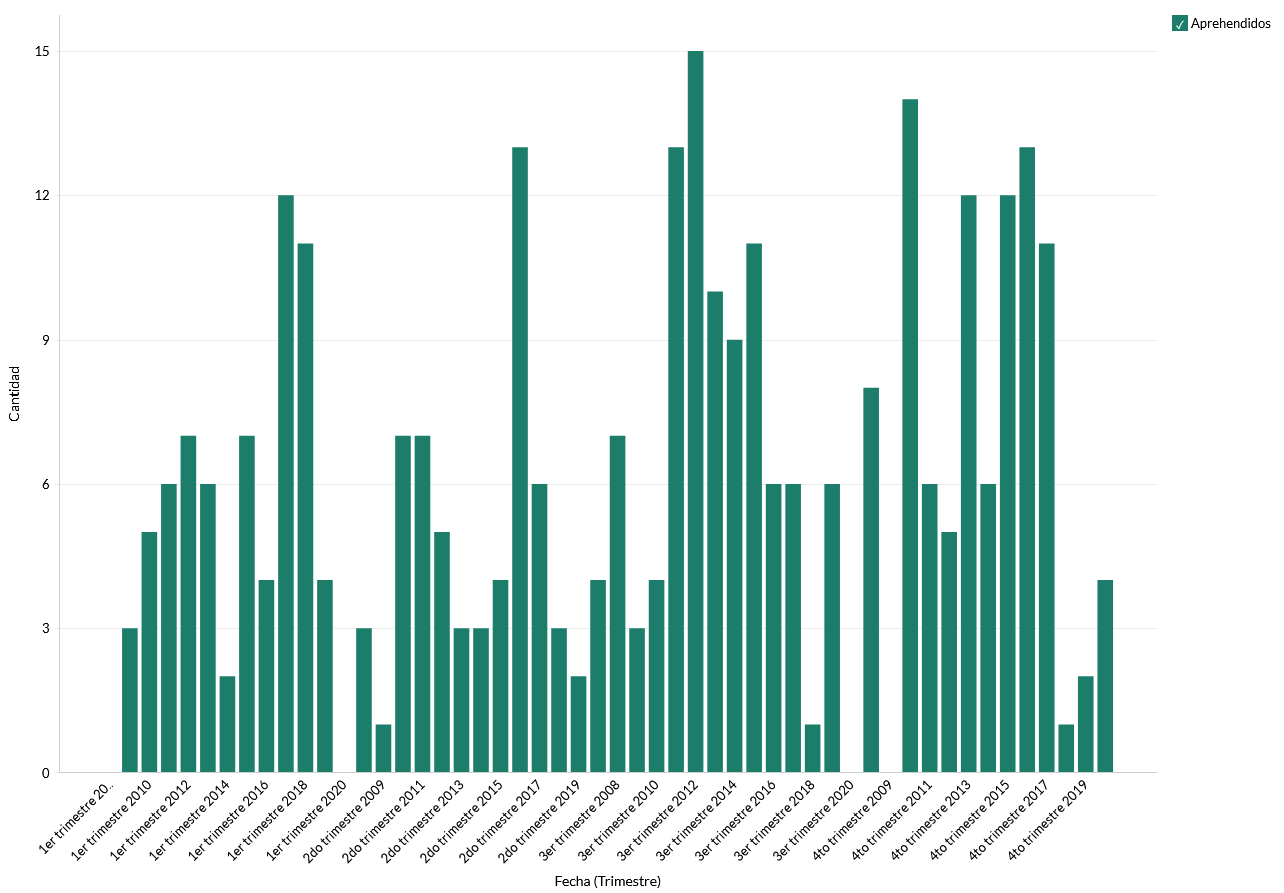 Aprehendidos
15
12
9
6
3
0
Cantidad
1er trimestre 20..
1er trimestre 2010
1er trimestre 2012
1er trimestre 2014
1er trimestre 2016
1er trimestre 2018
1er trimestre 2020
2do trimestre 2009
2do trimestre 2011
2do trimestre 2013
2do trimestre 2015
2do trimestre 2017
2do trimestre 2019
3er trimestre 2008
3er trimestre 2010
3er trimestre 2012
3er trimestre 2014
3er trimestre 2016
3er trimestre 2018
3er trimestre 2020
4to trimestre 2009
4to trimestre 2011
4to trimestre 2013
4to trimestre 2015
4to trimestre 2017
4to trimestre 2019
Fecha (Trimestre)